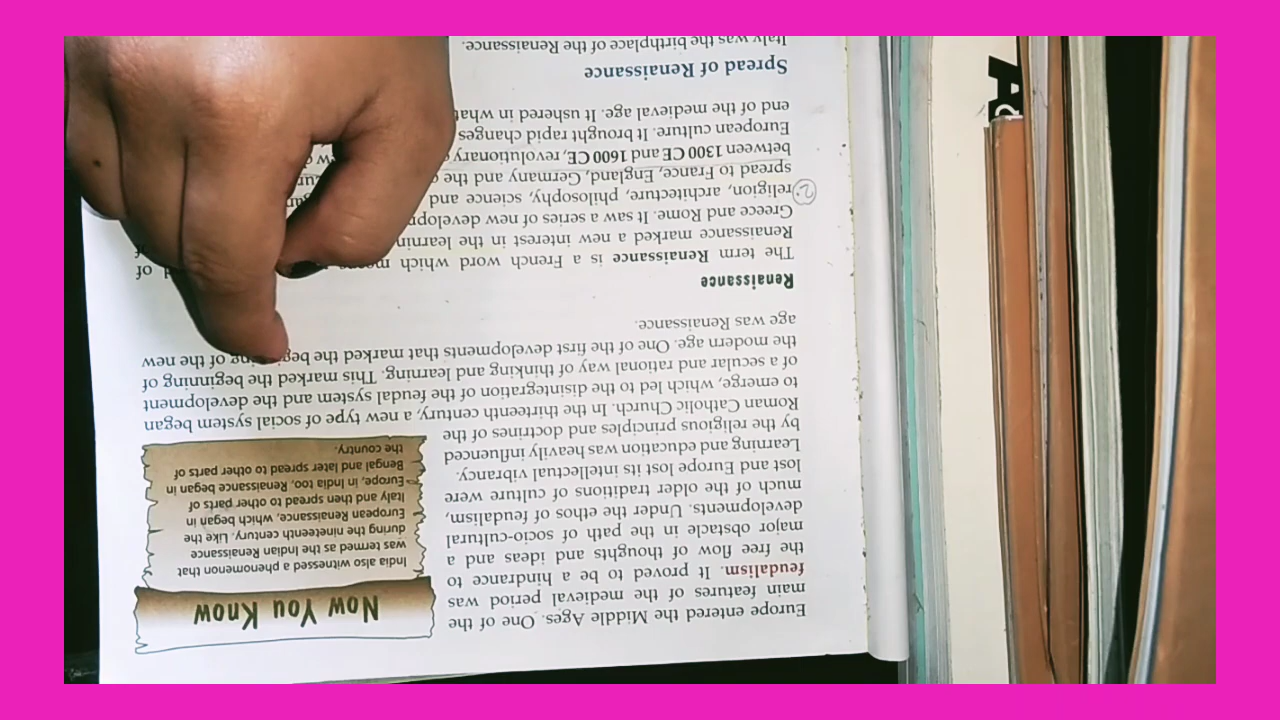 Europe entered the Middle Ages. One of the
main features of the medieval period was
feudalism. It proved to be a hindrance to
the free flow of thoughts and ideas and a
major obstacle in the path of socio-cultural
developments. Under the ethos of feudalism,
much of the older traditions of culture were
lost and Europe lost its intellectual vibrancy.
Learning and education was heavily influenced
by the religious principles and doctrines of the
Roman Catholic Church. In the thirteenth century, a new type of social system began
to emerge, which led to the disintegration of the feudal system and the development
of a secular and rational way of thinking and learning. This marked the beginning of
the modern age. One of the first developments that marked the of the new
age was Renaissance.
Now You Know
India also witnessed a phenomenon that
was termed as the Indian Renaissance
during the nineteenth century. Like the
European Renaissance, which began in
Italy and then spread to other parts of
Europe, in India too, Renaissance began in
Bengal and later spread to other parts of
the country.
Renaissance
The term Renaissance is a French word which of
Renaissance marked a new interest in the of
Greece and Rome. It saw a series of new
2. religion, architecture, philosophy, science and
spread to France, England, Germany and the
between 1300 CE and 1600 CE, revolutionary
European culture. It brought rapid changes
end of the medieval age. It ushered in what
Spread of Renaissance
Italy was the birthplace of the Renaissance.
A